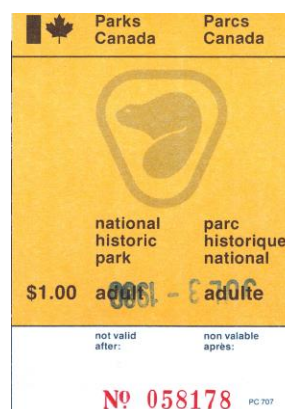 Parks Parcs
Canada Canada
national parc
historic historique
park national
$1.00 adult adulte
not valid non valable
after: après:
Nº 058178 PC 707